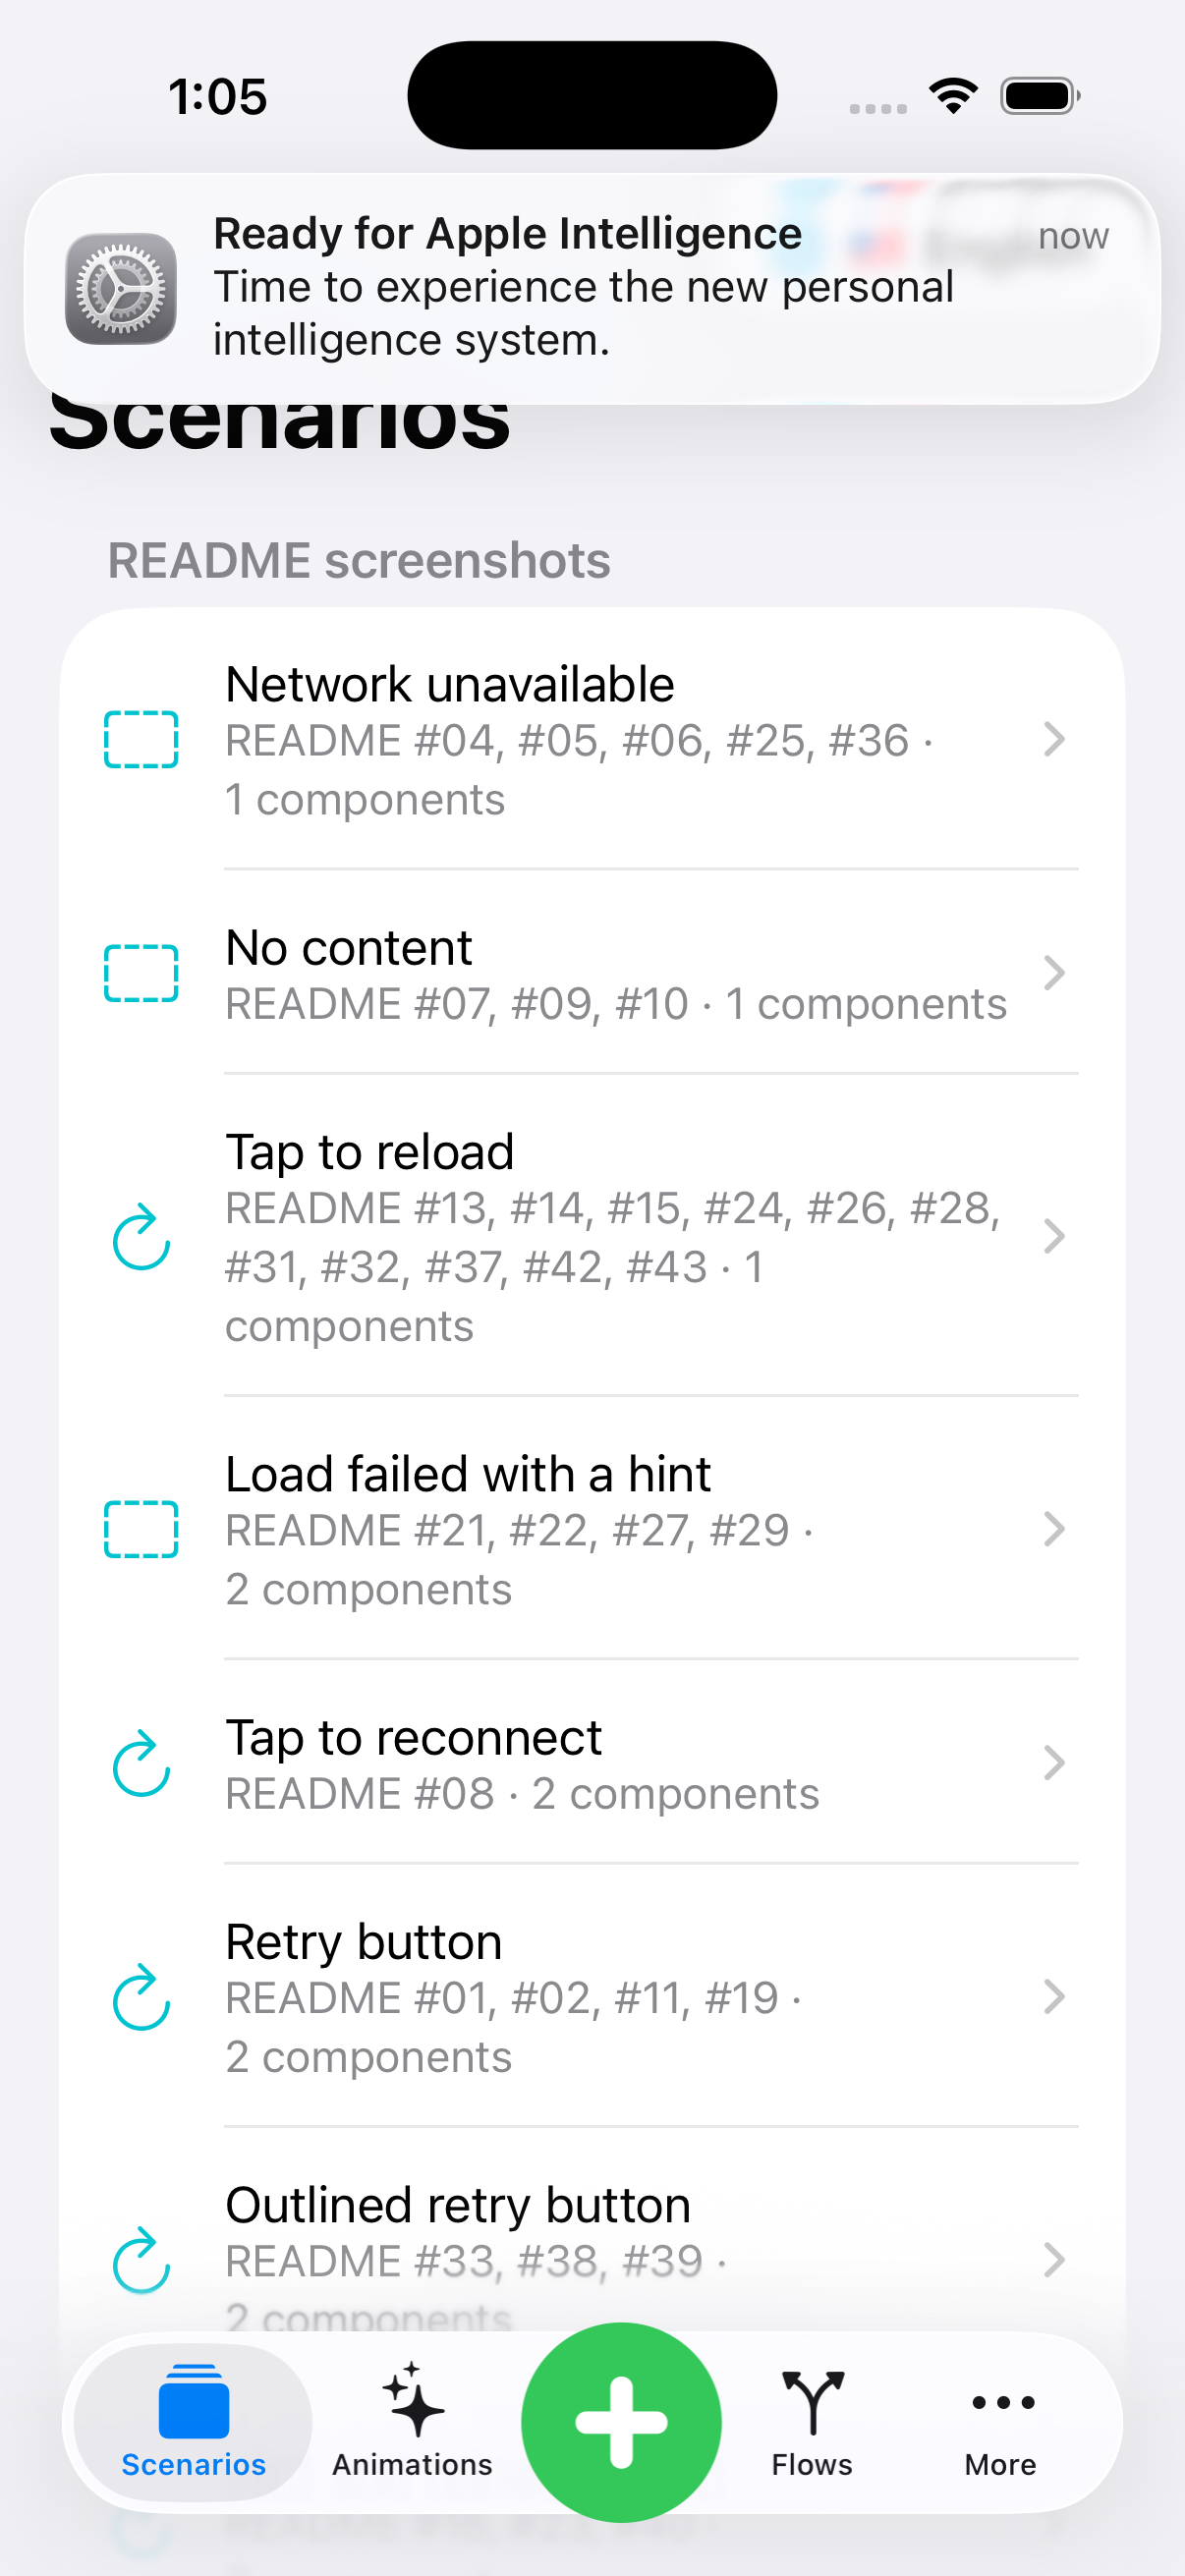 1:05
Ready for Apple Intelligence
now
Time to experience the new personal
intelligence system.
Scenarios
README screenshots
Network unavailable
README #04, #05, #06, #25, #36 ·
1 components
No content
README #07, #09, #10 · 1 components
Tap to reload
README #13, #14, #15, #24, #26, #28,
#31, #32, #37, #42, #43 · 1
components
Load failed with a hint
README #21, #22, #27, #29 ·
2 components
Tap to reconnect
README #08 · 2 components
Retry button
README #01, #02, #11, #19 ·
2 components
Outlined retry button
README #33, #38, #39 ·
2 components
Scenarios
Animations
Flows
More